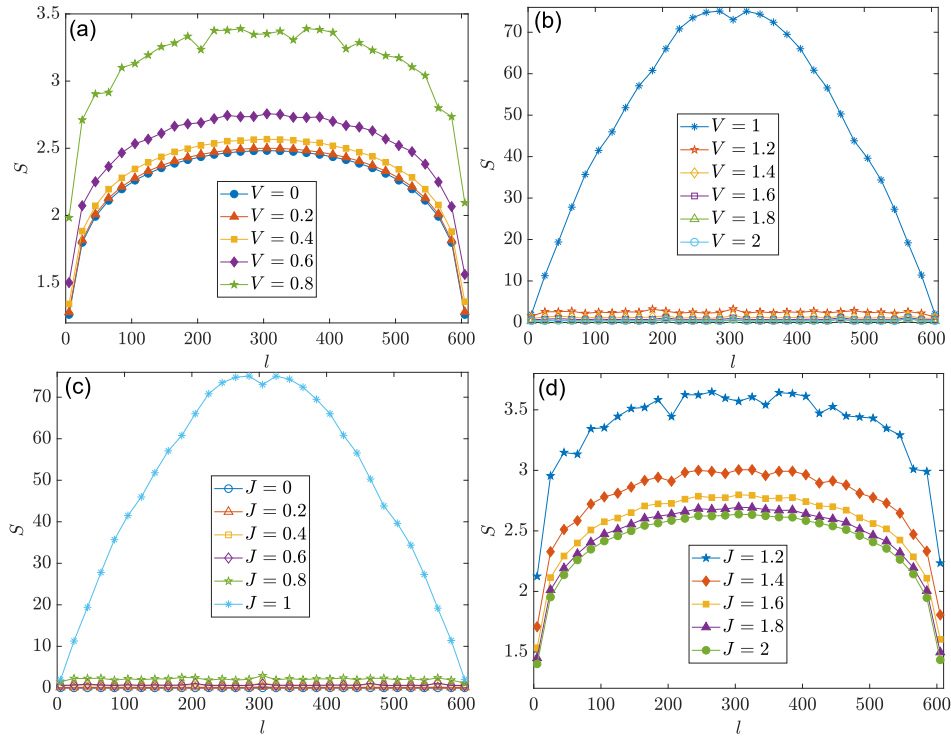 (a)
3.5
3
2.5
2
1.5
S
0 100 200 300 400 500 600
l
V = 0
V = 0.2
V = 0.4
V = 0.6
V = 0.8
(b)
70
60
50
40
30
20
10
0
S
0 100 200 300 400 500 600
l
V = 1
V = 1.2
V = 1.4
V = 1.6
V = 1.8
V = 2
(c)
70
60
50
40
30
20
10
0
S
0 100 200 300 400 500 600
l
J = 0
J = 0.2
J = 0.4
J = 0.6
J = 0.8
J = 1
(d)
3.5
3
2.5
2
1.5
S
0 100 200 300 400 500 600
l
J = 1.2
J = 1.4
J = 1.6
J = 1.8
J = 2